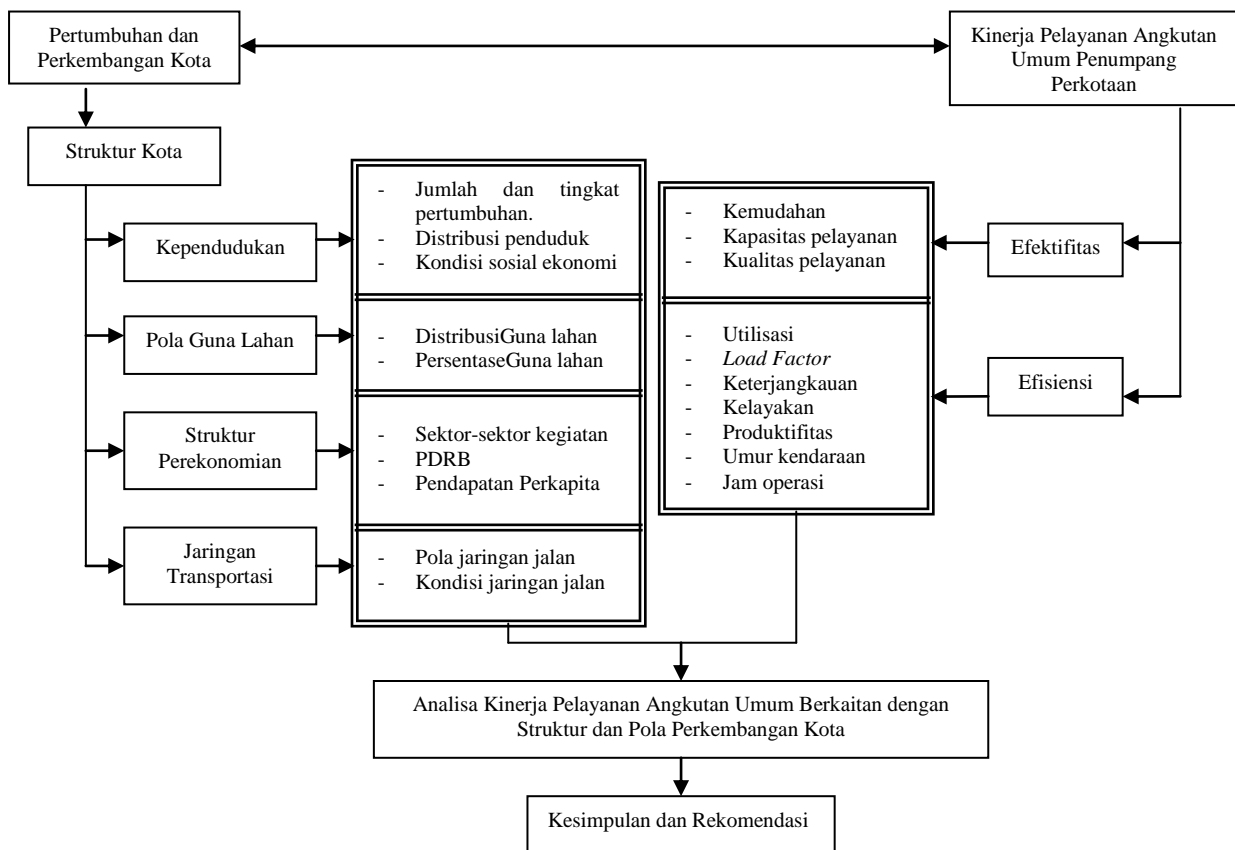 Pertumbuhan dan
Perkembangan Kota
Kinerja Pelayanan Angkutan
Umum Penumpang
Perkotaan
Struktur Kota
Kependudukan
- Jumlah dan tingkat
pertumbuhan.
- Distribusi penduduk
- Kondisi sosial ekonomi
- Kemudahan
- Kapasitas pelayanan
- Kualitas pelayanan
Efektifitas
Pola Guna Lahan
- DistribusiGuna lahan
- PersentaseGuna lahan
- Utilisasi
- Load Factor
- Keterjangkauan
- Kelayakan
- Produktifitas
- Umur kendaraan
- Jam operasi
Efisiensi
Struktur
Perekonomian
- Sektor-sektor kegiatan
- PDRB
- Pendapatan Perkapita
Jaringan
Transportasi
- Pola jaringan jalan
- Kondisi jaringan jalan
Analisa Kinerja Pelayanan Angkutan Umum Berkaitan dengan
Struktur dan Pola Perkembangan Kota
Kesimpulan dan Rekomendasi